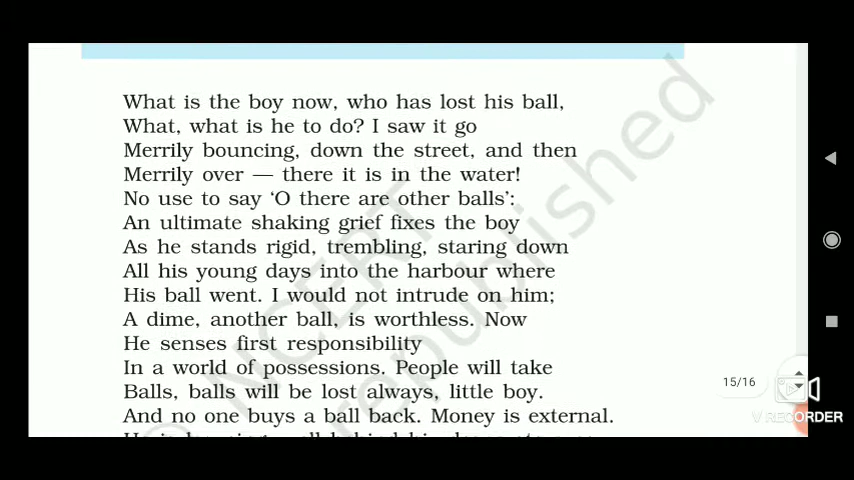 What is the boy now, who has lost his ball,
What, what is he to do? I saw it go
Merrily bouncing, down the street, and then
Merrily over — there it is in the water!
No use to say ‘O there are other balls’:
An ultimate shaking grief fixes the boy
As he stands rigid, trembling, staring down
All his young days into the harbour where
His ball went. I would not intrude on him;
A dime, another ball, is worthless. Now
He senses first responsibility
In a world of possessions. People will take
Balls, balls will be lost always, little boy.
And no one buys a ball back. Money is external.
15/16
V RECORDER
NCERT
republished